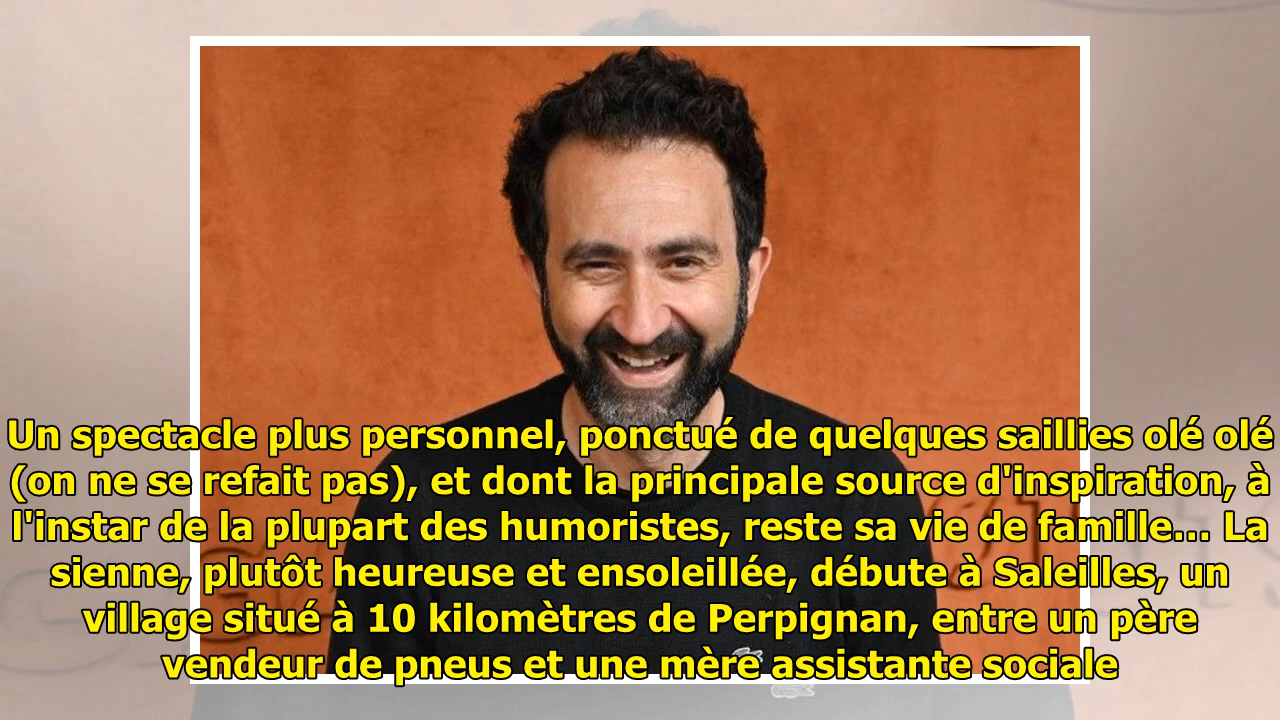 Un spectacle plus personnel, ponctué de quelques saillies olé olé
(on ne se refait pas), et dont la principale source d'inspiration, à
l'instar de la plupart des humoristes, reste sa vie de famille... La
sienne, plutôt heureuse et ensoleillée, débute à Saleilles, un
village situé à 10 kilomètres de Perpignan, entre un père
vendeur de pneus et une mère assistante sociale